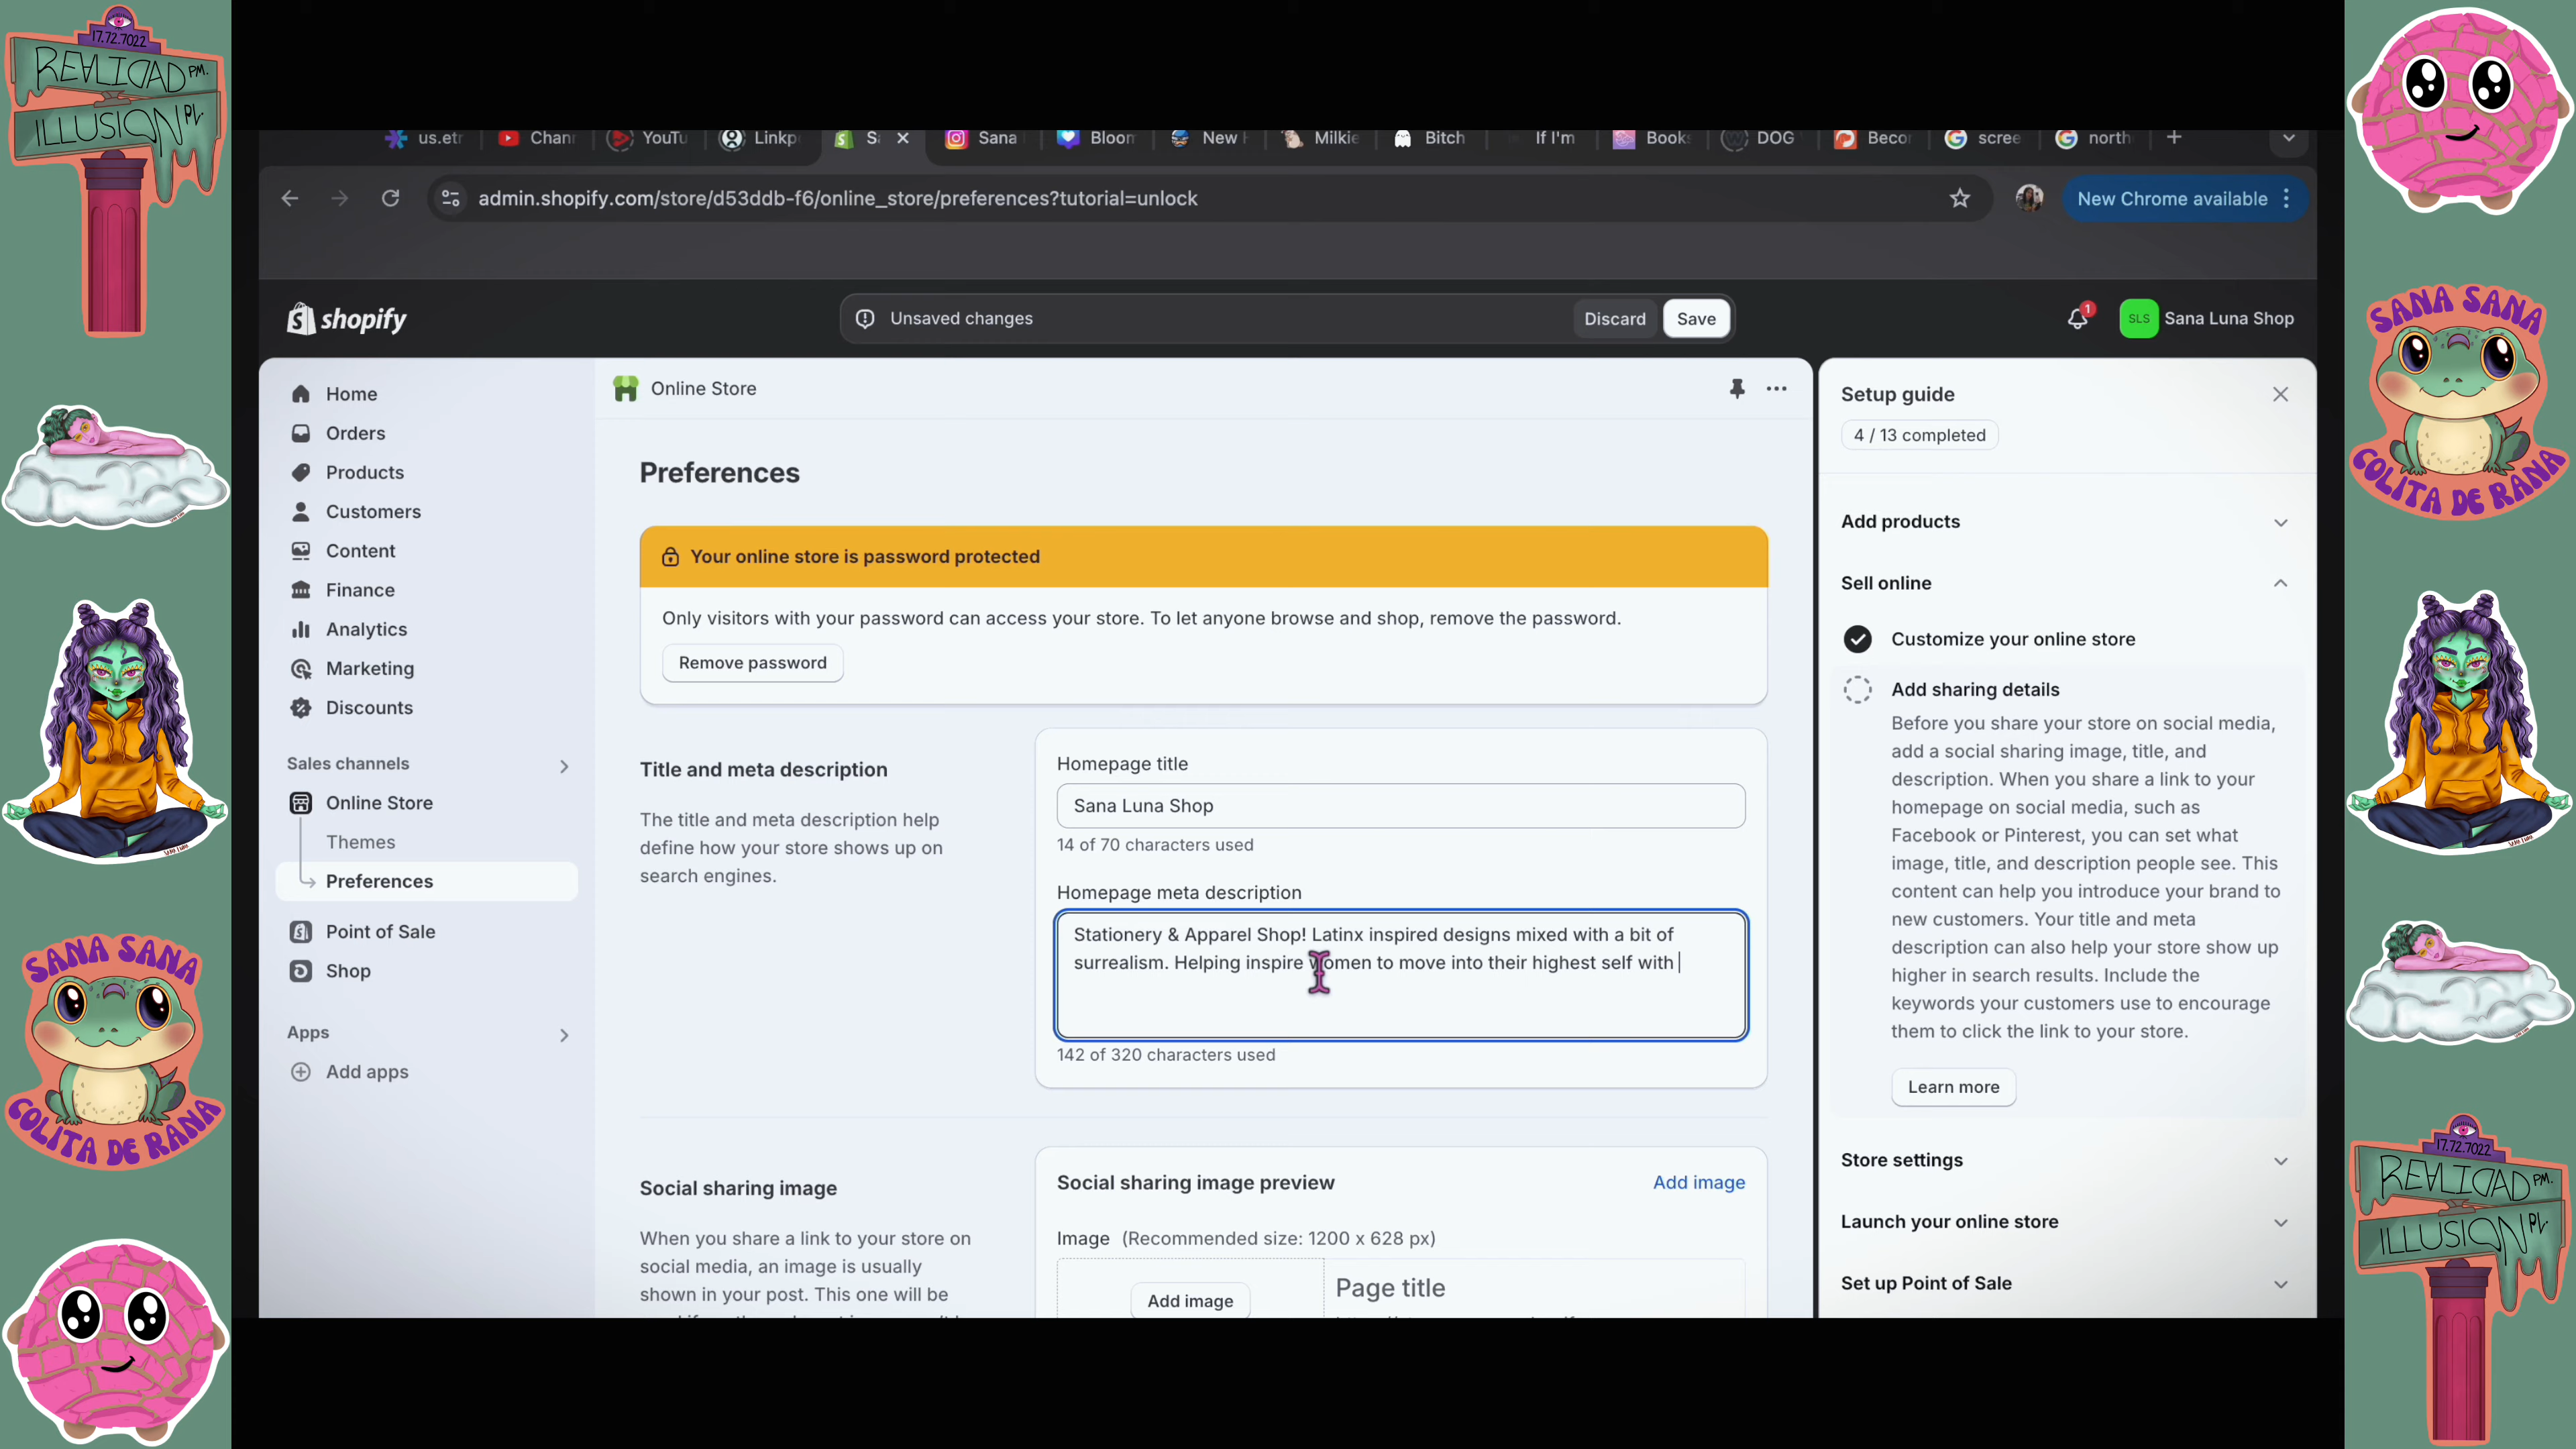 17.72.7022
REALIDAD PM.
ILLUSION PL.
SANA SANA
COLITA DE RANA
us.etr
Chan
YouTu
Linkp
Sa
Bloom
New
Milkie
Bitch
If I'm
Books
DOG
Beco
scree
north
admin.shopify.com/store/d53ddb-f6/online_store/preferences?tutorial=unlock
New Chrome available
shopify
Unsaved changes
Discard
Save
1
SLS
Sana Luna Shop
Home
Orders
Products
Customers
Content
Finance
Analytics
Marketing
Discounts
Sales channels
Online Store
Themes
Preferences
Point of Sale
Shop
Apps
Add apps
Online Store
Preferences
Your online store is password protected
Only visitors with your password can access your store. To let anyone browse and shop, remove the password.
Remove password
Title and meta description
The title and meta description help
define how your store shows up on
search engines.
Homepage title
Sana Luna Shop
14 of 70 characters used
Homepage meta description
Stationery & Apparel Shop! Latinx inspired designs mixed with a bit of
surrealism. Helping inspire women to move into their highest self with
142 of 320 characters used
Social sharing image
When you share a link to your store on
social media, an image is usually
shown in your post. This one will be
Social sharing image preview
Add image
Image (Recommended size: 1200 x 628 px)
Add image
Page title
Setup guide
4 / 13 completed
Add products
Sell online
Customize your online store
Add sharing details
Before you share your store on social media,
add a social sharing image, title, and
description. When you share a link to your
homepage on social media, such as
Facebook or Pinterest, you can set what
image, title, and description people see. This
content can help you introduce your brand to
new customers. Your title and meta
description can also help your store show up
higher in search results. Include the
keywords your customers use to encourage
them to click the link to your store.
Learn more
Store settings
Launch your online store
Set up Point of Sale
SANA SANA
COLITA DE RANA
17.72.7022
REALIDAD PM.
ILLUSION PL.